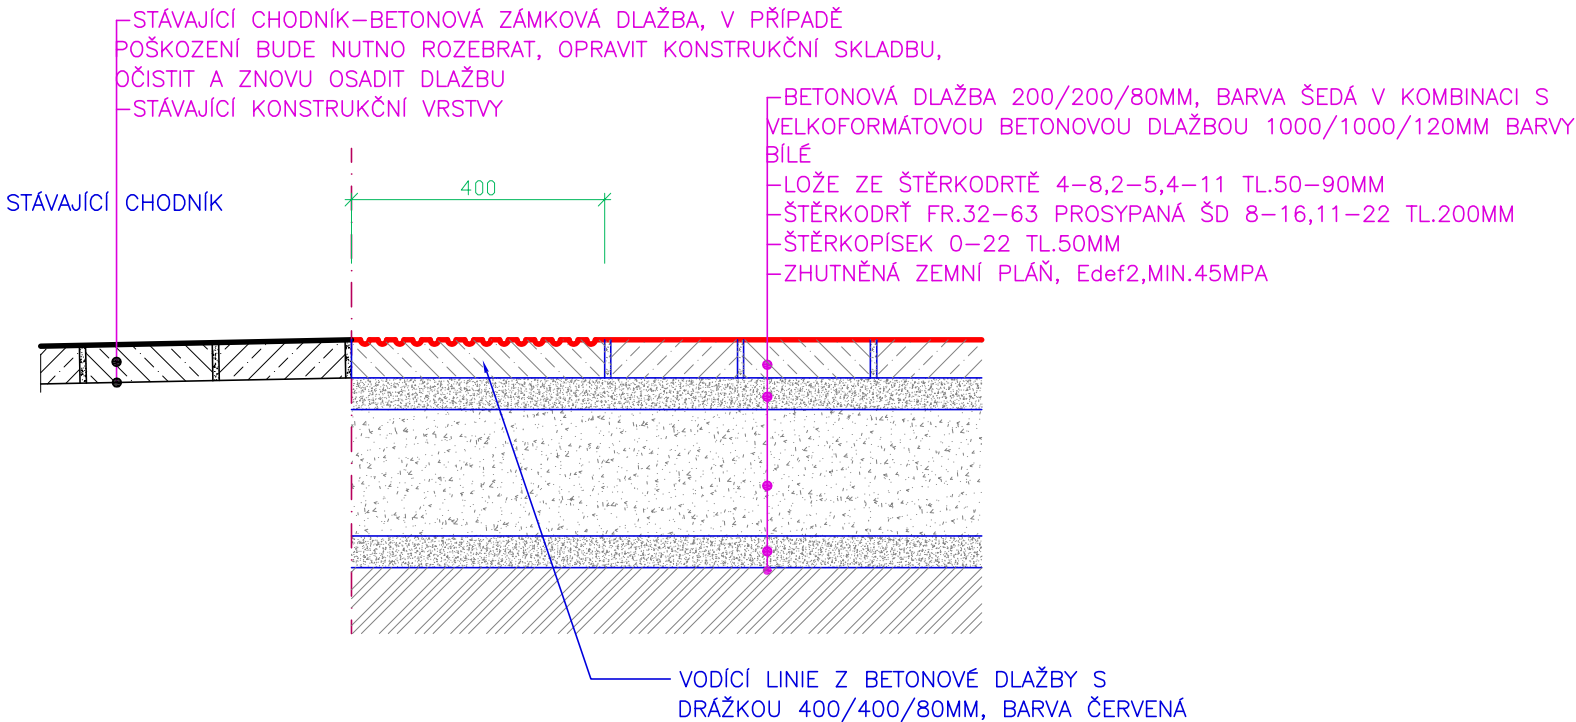 STÁVAJÍCÍ CHODNÍK-BETONOVÁ ZÁMKOVÁ DLAŽBA, V PŘÍPADĚ
POŠKOZENÍ BUDE NUTNO ROZEBRAT, OPRAVIT KONSTRUKČNÍ SKLADBU,
OČISTIT A ZNOVU OSADIT DLAŽBU
STÁVAJÍCÍ KONSTRUKČNÍ VRSTVY
BETONOVÁ DLAŽBA 200/200/80MM, BARVA ŠEDÁ V KOMBINACI S
VELKOFORMÁTOVOU BETONOVOU DLAŽBOU 1000/1000/120MM BARVY
BÍLÉ
LOŽE ZE ŠTĚRKODRTĚ 4-8,2-5,4-11 TL.50-90MM
ŠTĚRKODRŤ FR.32-63 PROSYPANÁ ŠD 8-16,11-22 TL.200MM
ŠTĚRKOPÍSEK 0-22 TL.50MM
ZHUTNĚNÁ ZEMNÍ PLÁŇ, Edef2,MIN.45MPA
400
STÁVAJÍCÍ CHODNÍK
VODÍCÍ LINIE Z BETONOVÉ DLAŽBY S
DRÁŽKOU 400/400/80MM, BARVA ČERVENÁ